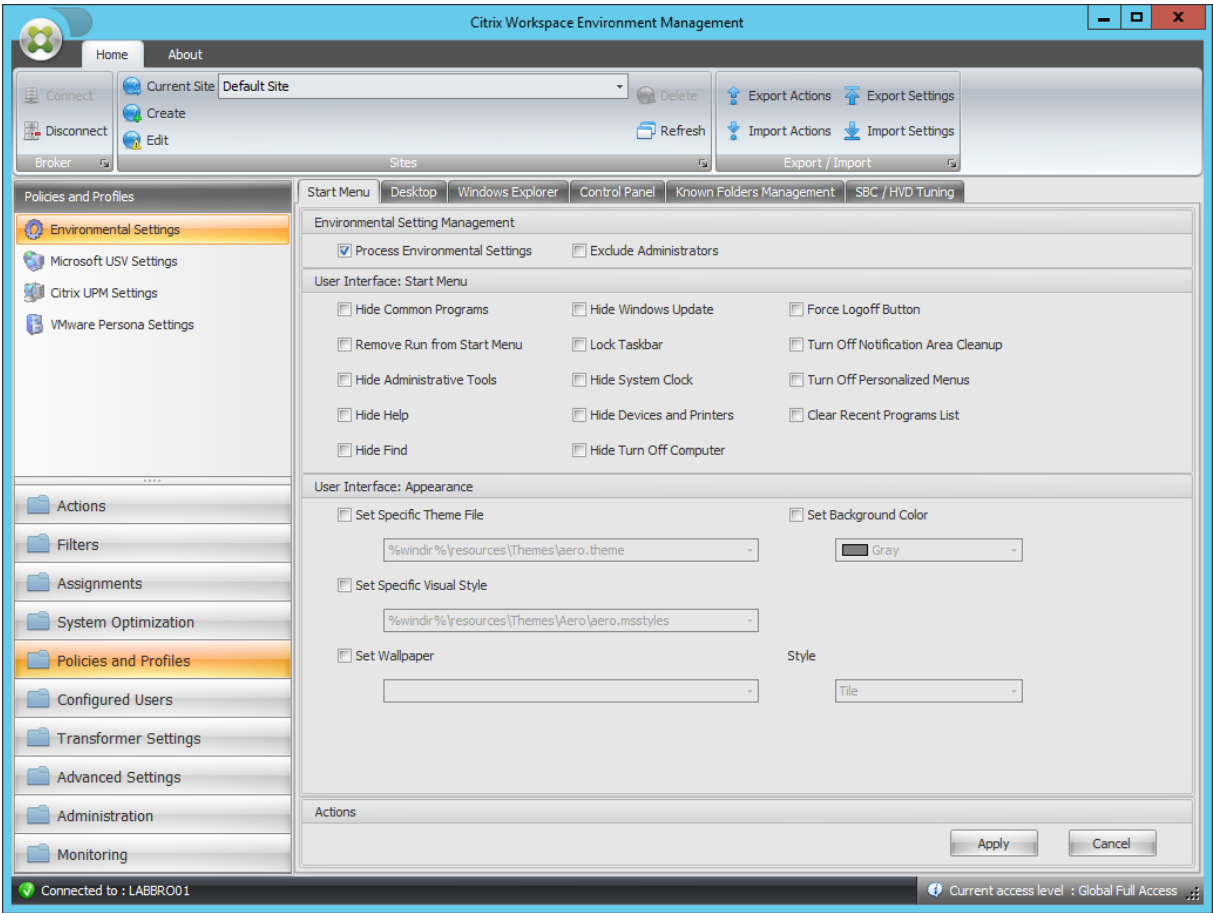 Citrix Workspace Environment Management
Home About
Connect
Disconnect
Broker
Current Site Default Site
Create
Edit
Delete
Refresh
Sites
Export Actions Export Settings
Import Actions Import Settings
Export / Import
Policies and Profiles
Environmental Settings
Microsoft USV Settings
Citrix UPM Settings
VMware Persona Settings
Actions
Filters
Assignments
System Optimization
Policies and Profiles
Configured Users
Transformer Settings
Advanced Settings
Administration
Monitoring
Start Menu Desktop Windows Explorer Control Panel Known Folders Management SBC / HVD Tuning
Environmental Setting Management
Process Environmental Settings Exclude Administrators
User Interface: Start Menu
Hide Common Programs Hide Windows Update Force Logoff Button
Remove Run from Start Menu Lock Taskbar Turn Off Notification Area Cleanup
Hide Administrative Tools Hide System Clock Turn Off Personalized Menus
Hide Help Hide Devices and Printers Clear Recent Programs List
Hide Find Hide Turn Off Computer
User Interface: Appearance
Set Specific Theme File Set Background Color
%windir%\resources\Themes\aero.theme Gray
Set Specific Visual Style
%windir%\resources\Themes\Aero\aero.msstyles
Set Wallpaper Style
Tile
Actions
Apply Cancel
Connected to : LABBRO01 Current access level : Global Full Access